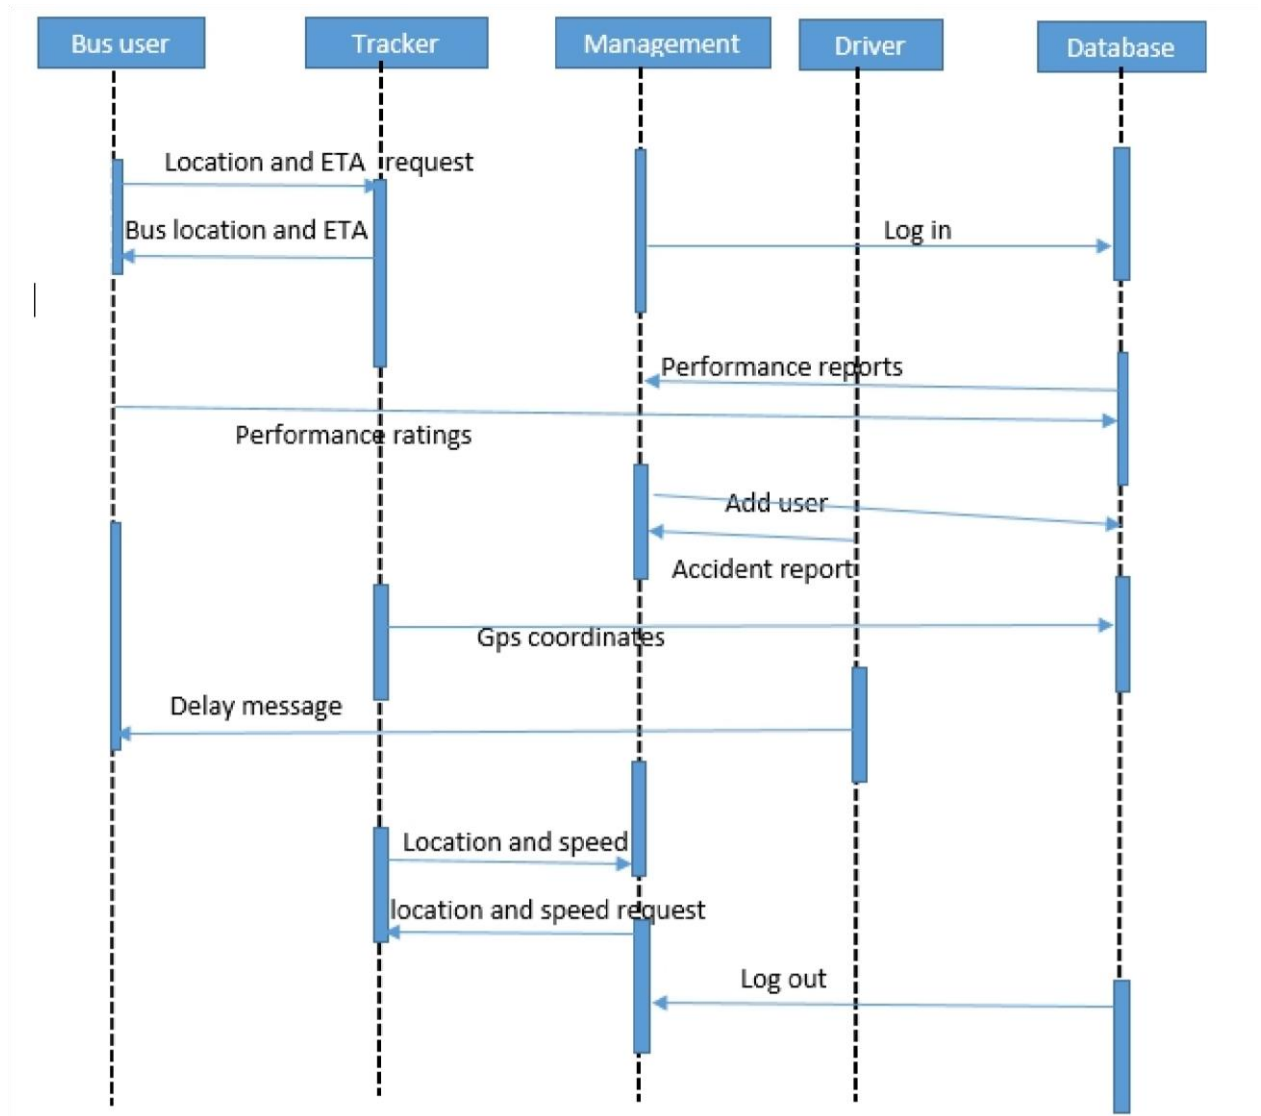 Bus user
Tracker
Management
Driver
Database
Location and ETA request
Bus location and ETA
Log in
Performance reports
Performance ratings
Add user
Accident report
Gps coordinates
Delay message
Location and speed
location and speed request
Log out